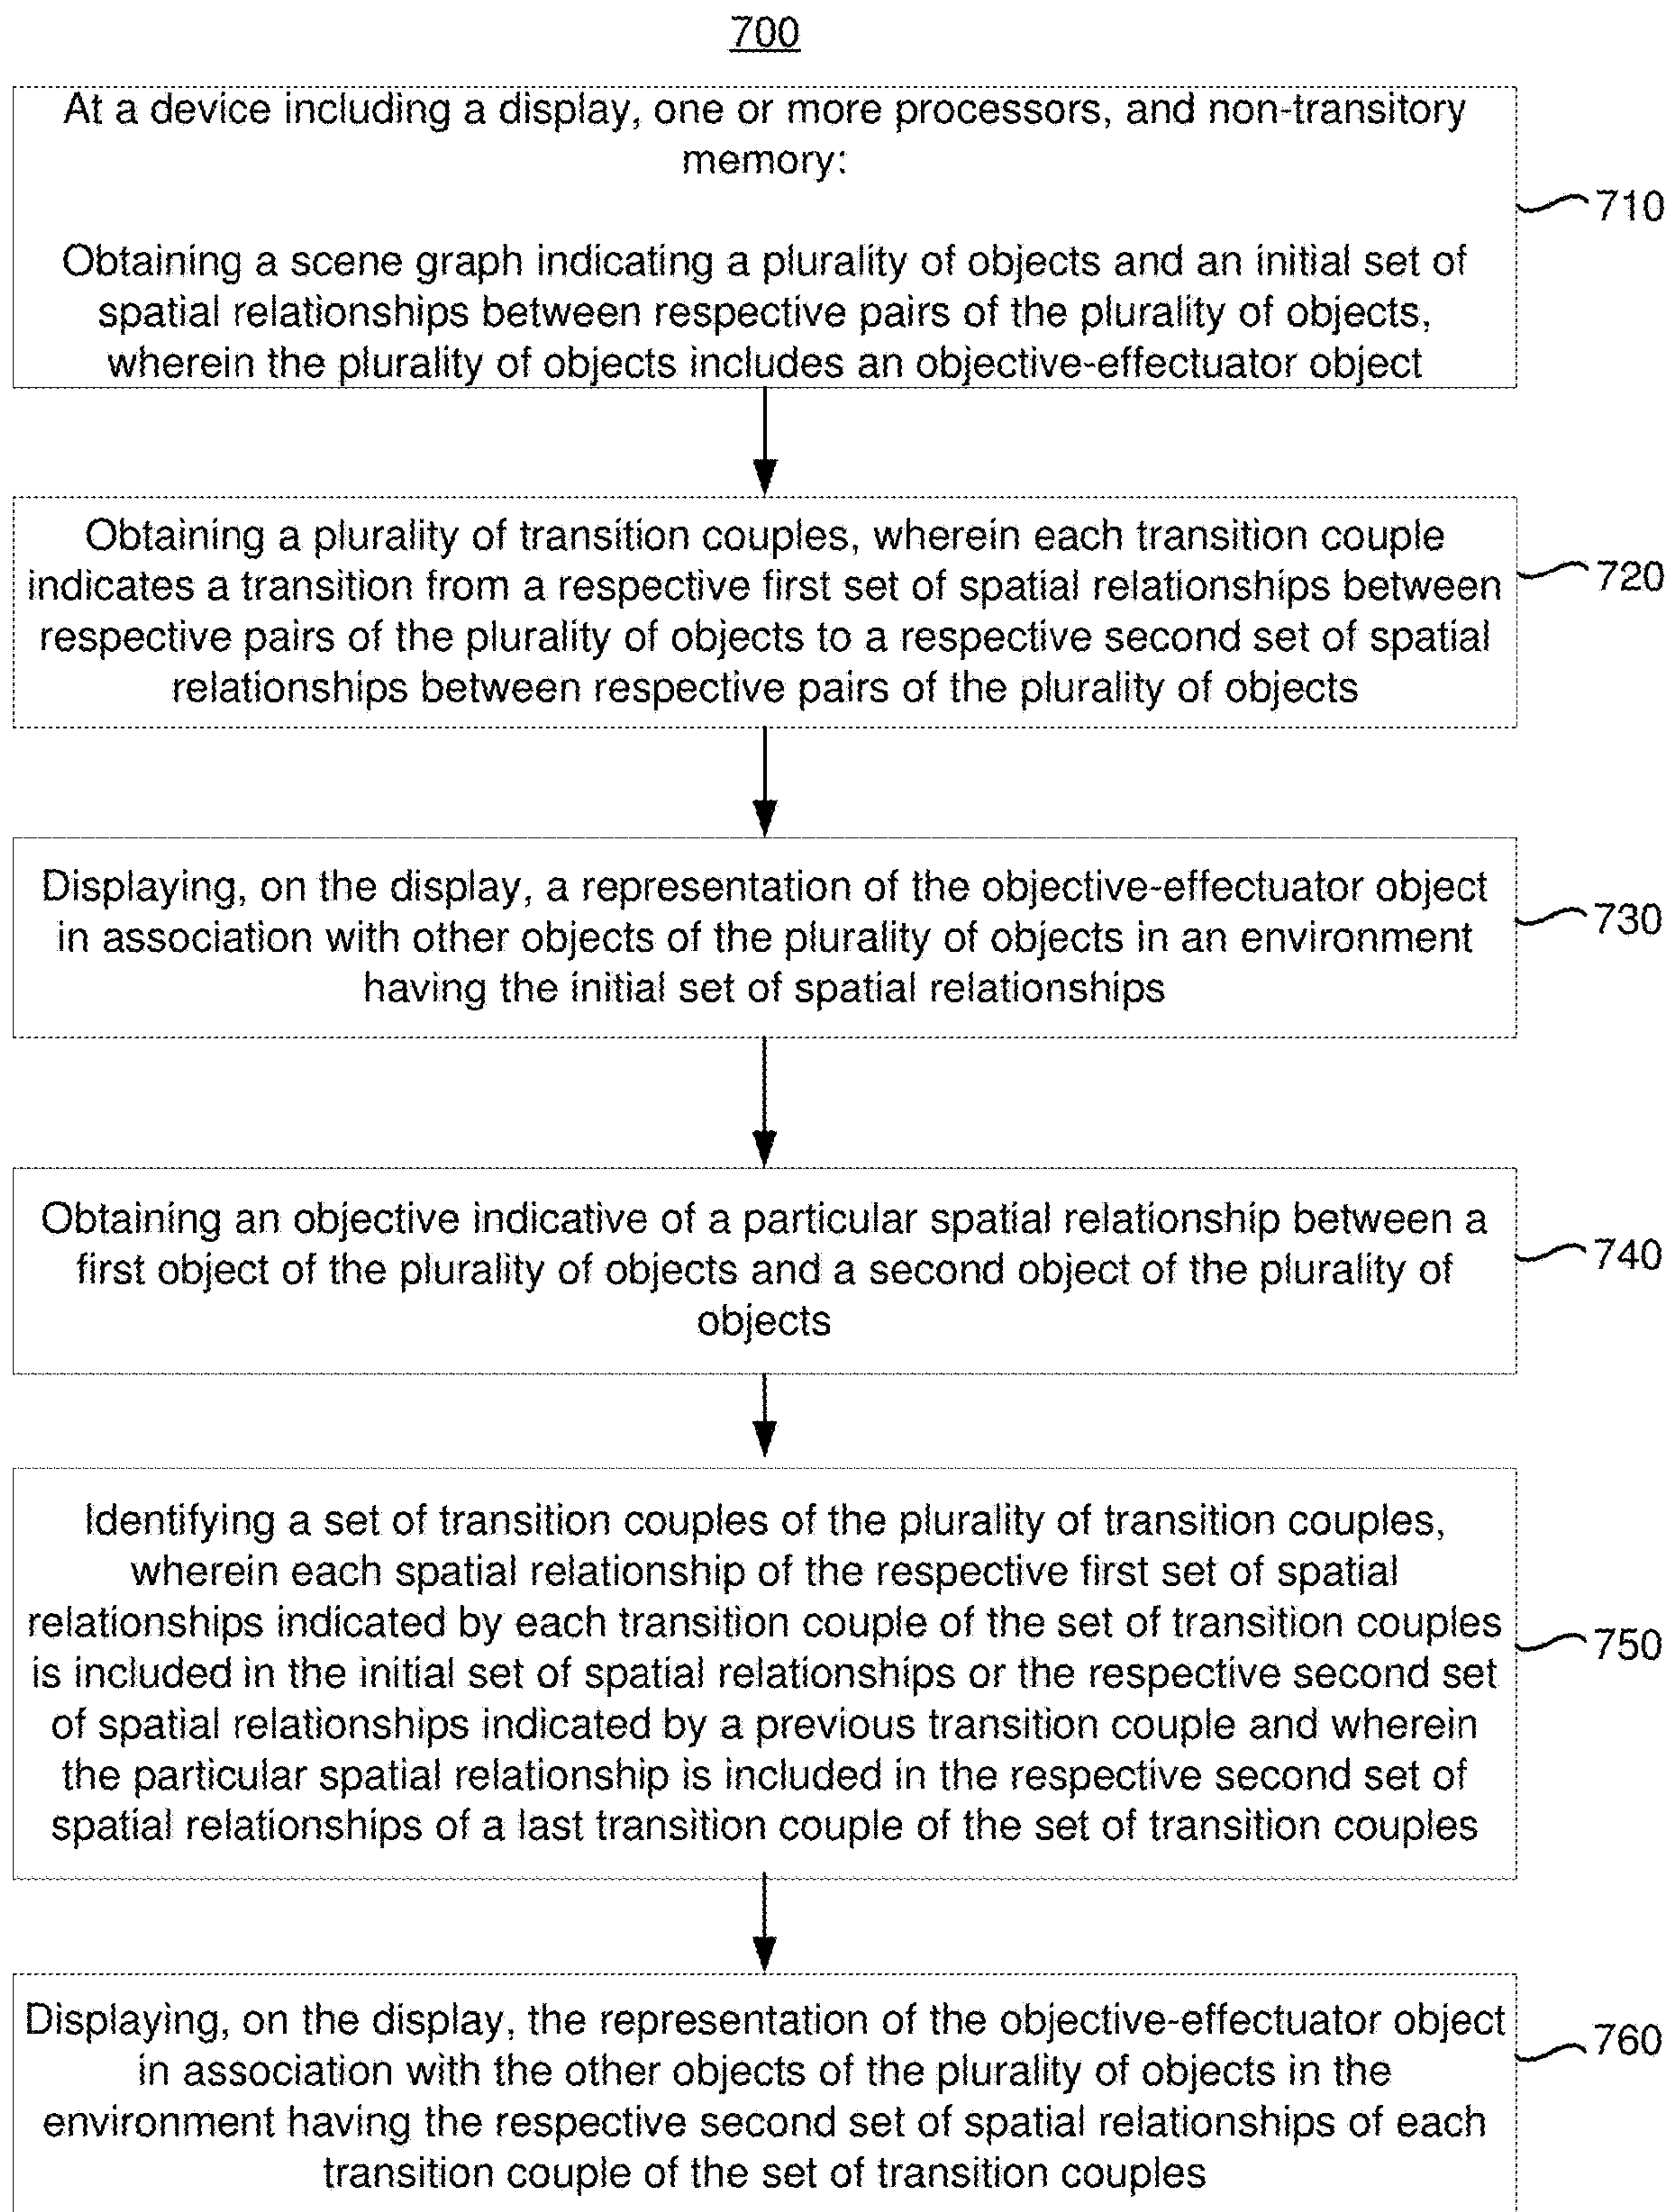 700
At a device including a display, one or more processors, and non-transitory
memory:
Obtaining a scene graph indicating a plurality of objects and an initial set of
spatial relationships between respective pairs of the plurality of objects,
wherein the plurality of objects includes an objective-effectuator object
710
Obtaining a plurality of transition couples, wherein each transition couple
indicates a transition from a respective first set of spatial relationships between
respective pairs of the plurality of objects to a respective second set of spatial
relationships between respective pairs of the plurality of objects
720
Displaying, on the display, a representation of the objective-effectuator object
in association with other objects of the plurality of objects in an environment
having the initial set of spatial relationships
730
Obtaining an objective indicative of a particular spatial relationship between a
first object of the plurality of objects and a second object of the plurality of
objects
740
Identifying a set of transition couples of the plurality of transition couples,
wherein each spatial relationship of the respective first set of spatial
relationships indicated by each transition couple of the set of transition couples
is included in the initial set of spatial relationships or the respective second set
of spatial relationships indicated by a previous transition couple and wherein
the particular spatial relationship is included in the respective second set of
spatial relationships of a last transition couple of the set of transition couples
750
Displaying, on the display, the representation of the objective-effectuator object
in association with the other objects of the plurality of objects in the
environment having the respective second set of spatial relationships of each
transition couple of the set of transition couples
760